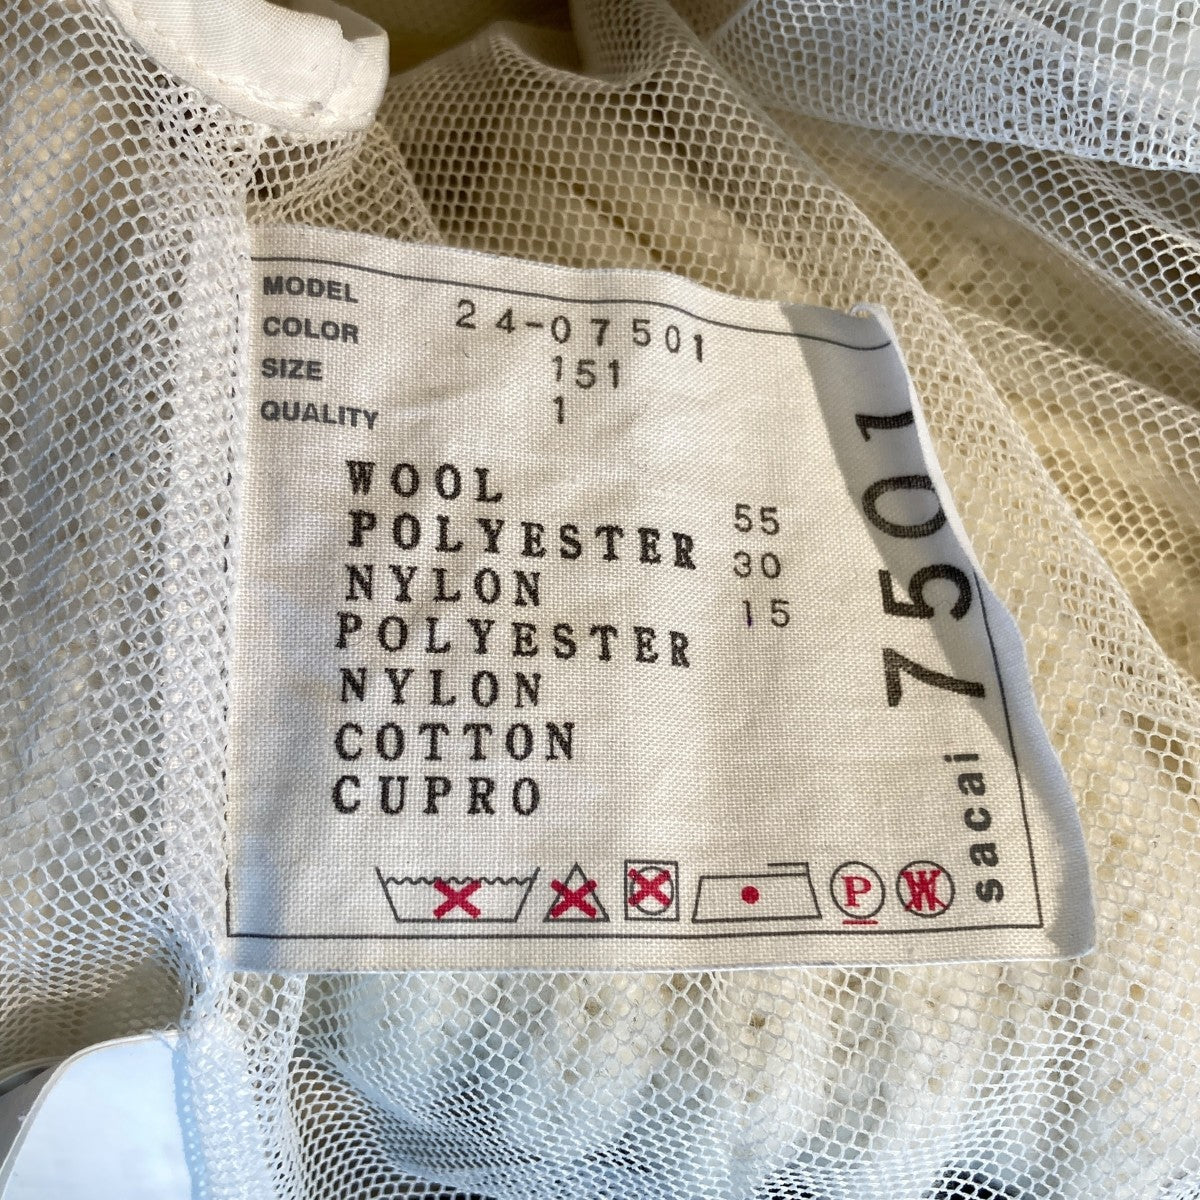 MODEL 24-07501
COLOR 151
SIZE 1
QUALITY
WOOL 55
POLYESTER 30
NYLON 15
POLYESTER
NYLON
COTTON
CUPRO
P W
sacai 7501